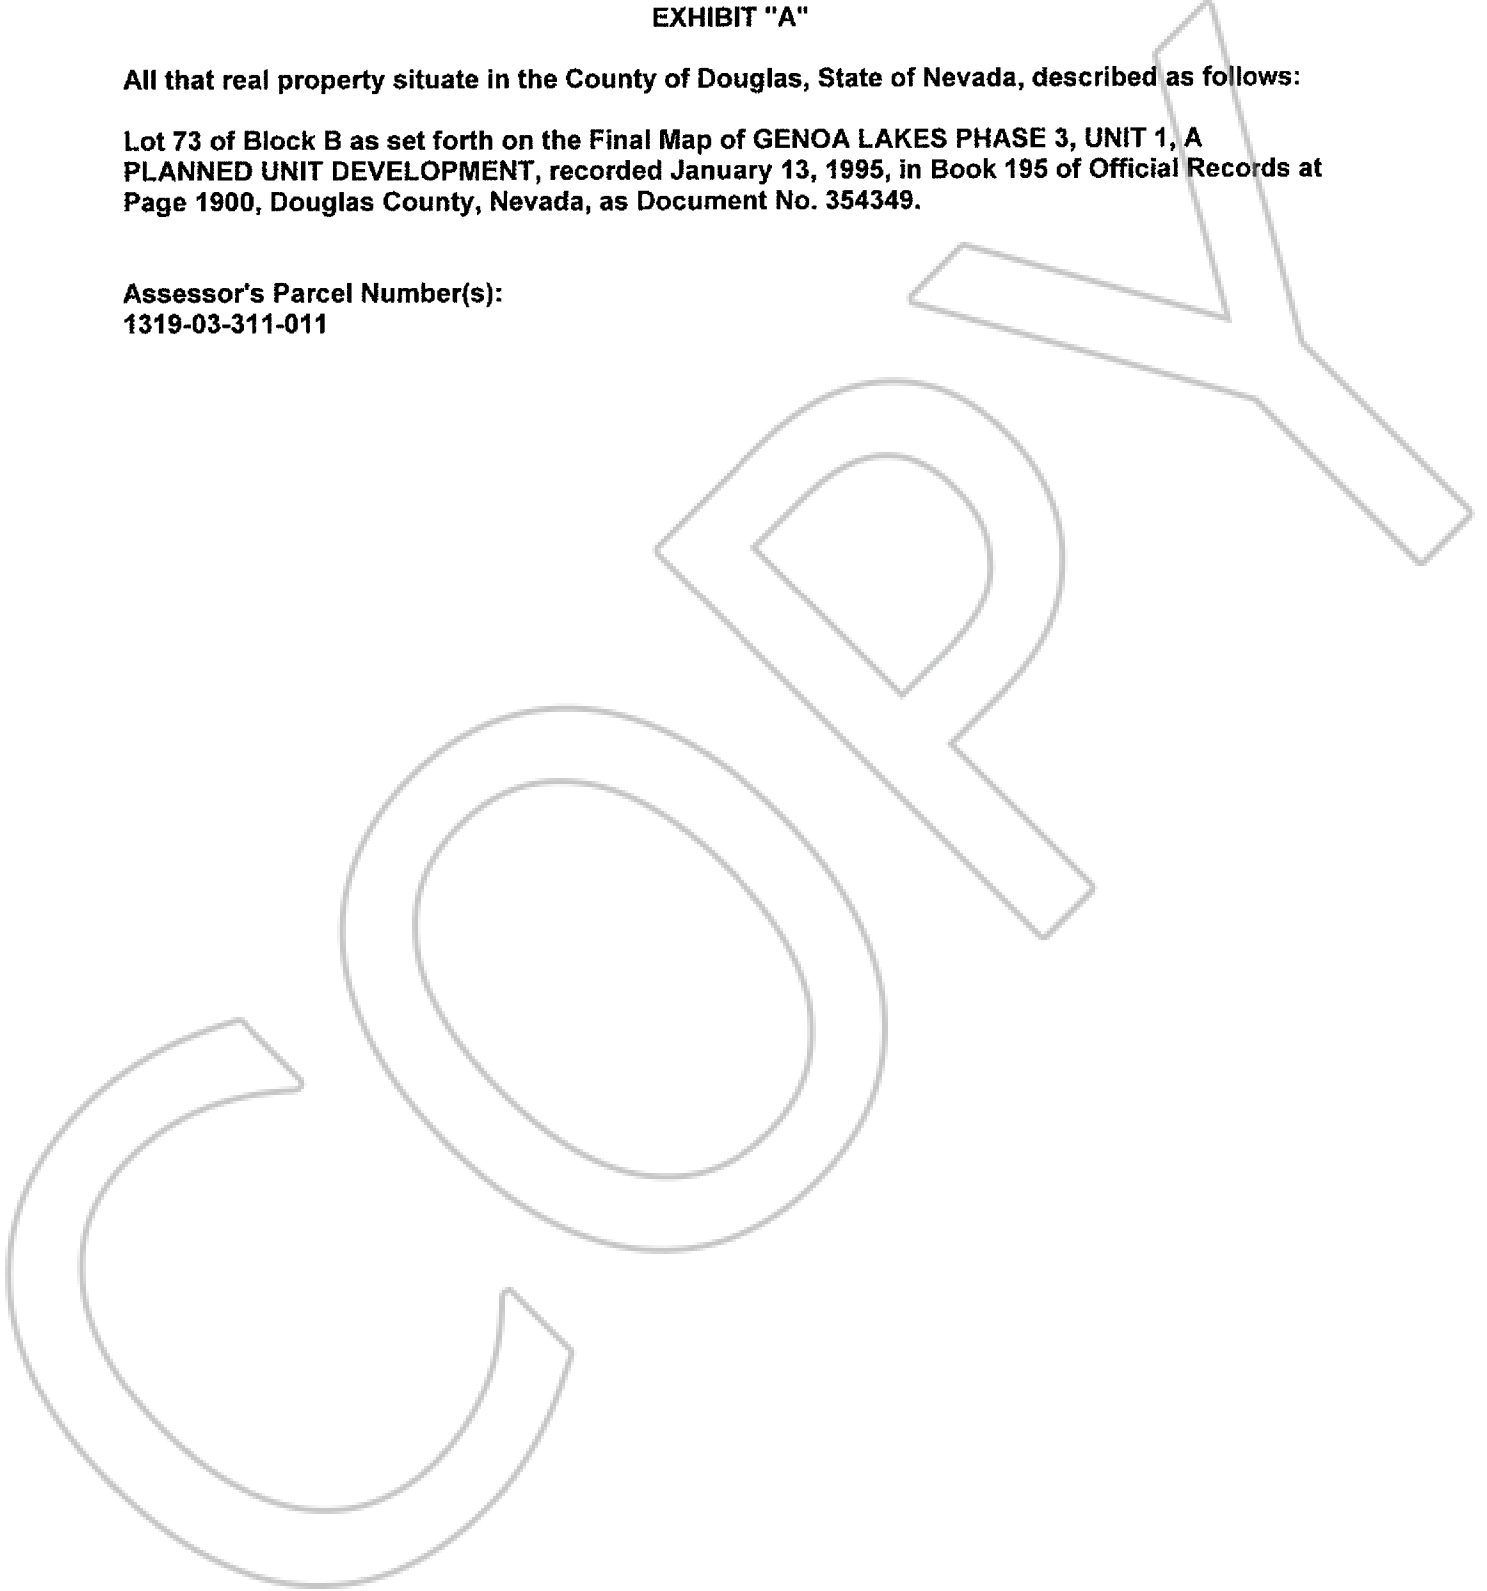 EXHIBIT "A"
All that real property situate in the County of Douglas, State of Nevada, described as follows:
Lot 73 of Block B as set forth on the Final Map of GENOA LAKES PHASE 3, UNIT 1, A
PLANNED UNIT DEVELOPMENT, recorded January 13, 1995, in Book 195 of Official Records at
Page 1900, Douglas County, Nevada, as Document No. 354349.
Assessor's Parcel Number(s):
1319-03-311-011
COPY